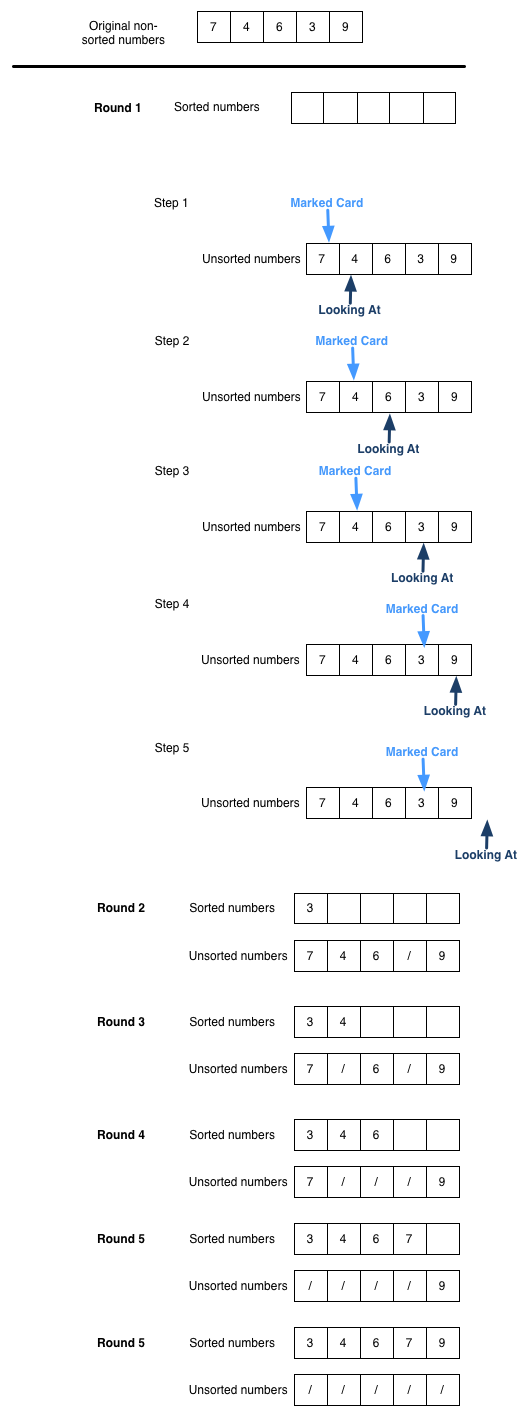 Original non-
sorted numbers
7 4 6 3 9
Round 1 Sorted numbers
Step 1
Marked Card
Unsorted numbers 7 4 6 3 9
Looking At
Step 2
Marked Card
Unsorted numbers 7 4 6 3 9
Looking At
Step 3
Marked Card
Unsorted numbers 7 4 6 3 9
Looking At
Step 4
Marked Card
Unsorted numbers 7 4 6 3 9
Looking At
Step 5
Marked Card
Unsorted numbers 7 4 6 3 9
Looking At
Round 2 Sorted numbers 3
Unsorted numbers 7 4 6 / 9
Round 3 Sorted numbers 3 4
Unsorted numbers 7 / 6 / 9
Round 4 Sorted numbers 3 4 6
Unsorted numbers 7 / / / 9
Round 5 Sorted numbers 3 4 6 7
Unsorted numbers / / / / 9
Round 5 Sorted numbers 3 4 6 7 9
Unsorted numbers / / / / /